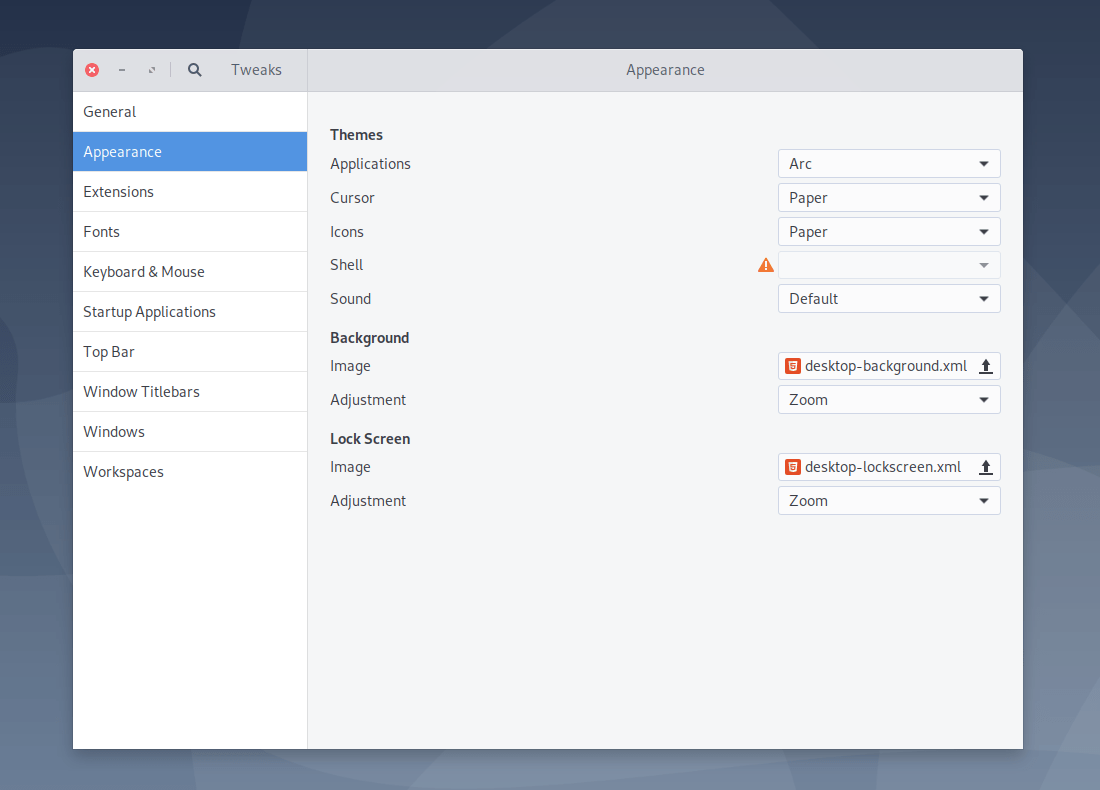 Tweaks
Appearance
General
Appearance
Extensions
Fonts
Keyboard & Mouse
Startup Applications
Top Bar
Window Titlebars
Windows
Workspaces
Themes
Applications Arc
Cursor Paper
Icons Paper
Shell
Sound Default
Background
Image desktop-background.xml
Adjustment Zoom
Lock Screen
Image desktop-lockscreen.xml
Adjustment Zoom